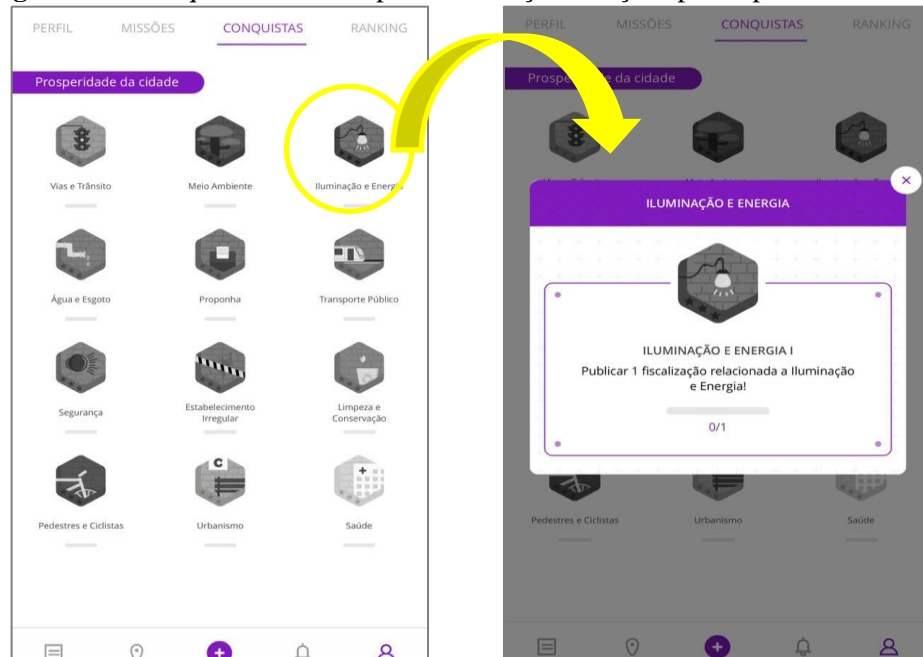 PERFIL MISSÕES CONQUISTAS RANKING
Prosperidade da cidade
Vias e Trânsito Meio Ambiente Iluminação e Energia
Água e Esgoto Proponha Transporte Público
Segurança Estabelecimento Irregular Limpeza e Conservação
Pedestres e Ciclistas Urbanismo Saúde
PERFIL MISSÕES CONQUISTAS RANKING
da cidade
ILUMINAÇÃO E ENERGIA
ILUMINAÇÃO E ENERGIA I
Publicar 1 fiscalização relacionada a Iluminação
e Energia!
0/1
Pedestres e Ciclistas Urbanismo Saúde